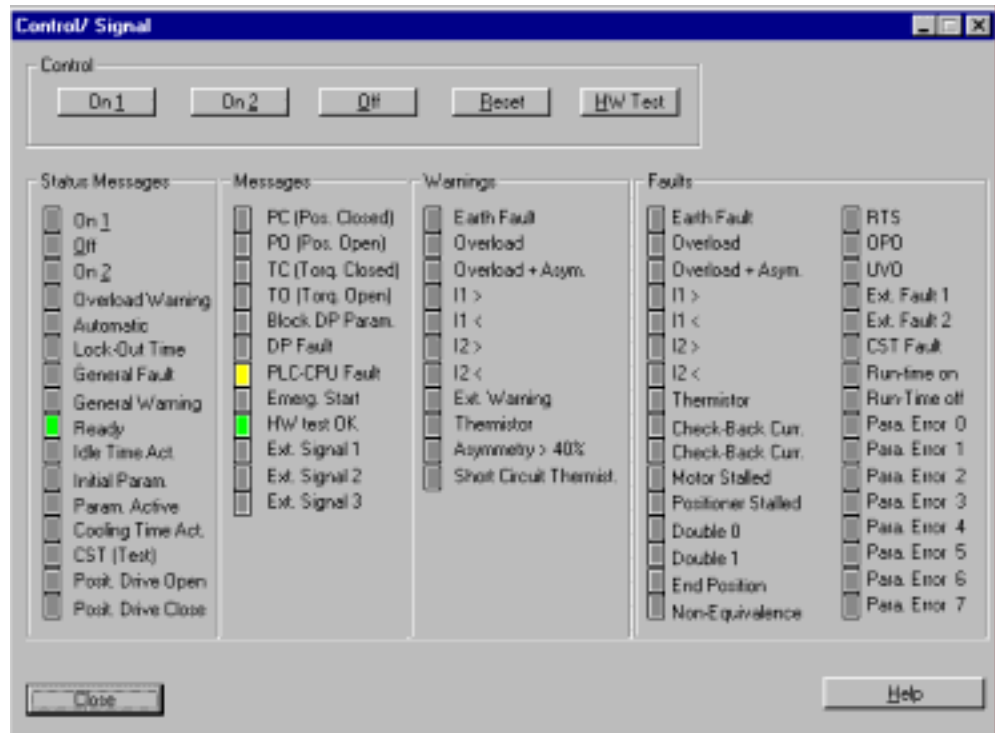 Control/ Signal
Control
On 1
On 2
Off
Reset
HW Test
Status Messages
On 1
Off
On 2
Overload Warning
Automatic
Lock-Out Time
General Fault
General Warning
Ready
Idle Time Act.
Initial Param.
Param. Active
Cooling Time Act.
CST (Test)
Posit. Drive Open
Posit. Drive Close
Messages
PC (Pos. Closed)
PO (Pos. Open)
TC (Torq. Closed)
TO (Torq. Open)
Block DP Param.
DP Fault
PLC-CPU Fault
Emerg. Start
HW test OK
Ext. Signal 1
Ext. Signal 2
Ext. Signal 3
Warnings
Earth Fault
Overload
Overload + Asym.
I1 >
I1 <
I2 >
I2 <
Ext. Warning
Thermistor
Asymmetry > 40%
Short Circuit Thermist.
Faults
Earth Fault
Overload
Overload + Asym.
I1 >
I1 <
I2 >
I2 <
Thermistor
Check-Back Curr.
Check-Back Curr.
Motor Stalled
Positioner Stalled
Double 0
Double 1
End Position
Non-Equivalence
RTS
OPO
UVO
Ext. Fault 1
Ext. Fault 2
CST Fault
Run-time on
Run-Time off
Para. Error 0
Para. Error 1
Para. Error 2
Para. Error 3
Para. Error 4
Para. Error 5
Para. Error 6
Para. Error 7
Close
Help